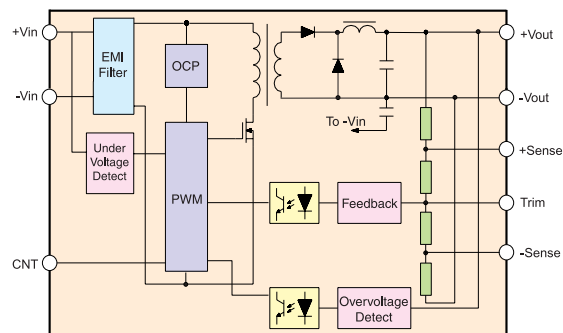 +Vin
-Vin
CNT
EMI
Filter
OCP
Under
Voltage
Detect
PWM
To -Vin
Feedback
Overvoltage
Detect
+Vout
-Vout
+Sense
Trim
-Sense